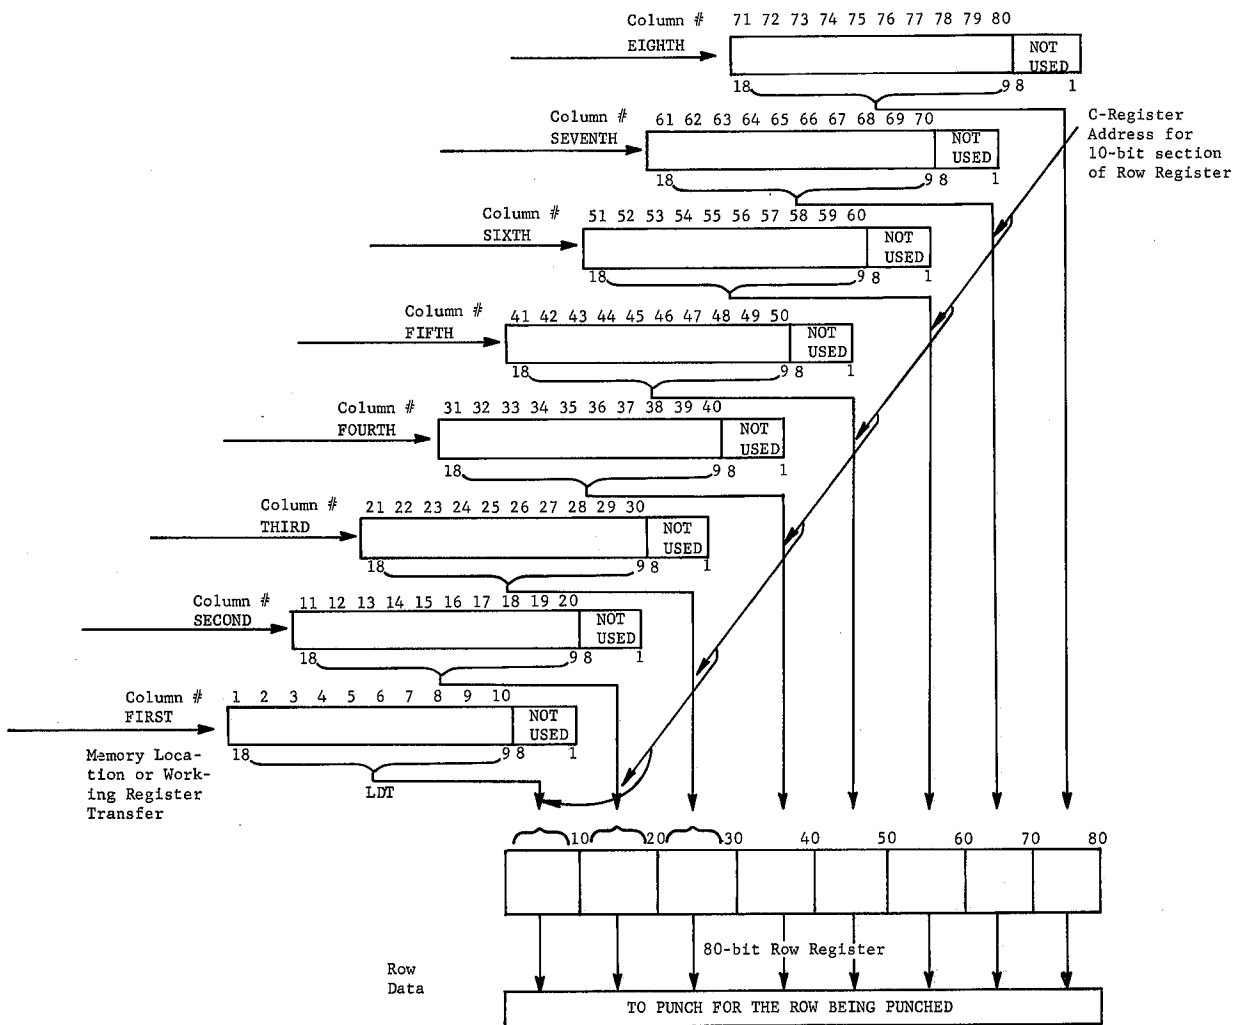 Column # 71 72 73 74 75 76 77 78 79 80
EIGHTH
NOT
USED
18 9 8 1
Column # 61 62 63 64 65 66 67 68 69 70
SEVENTH
NOT
USED
18 9 8 1
C-Register
Address for
10-bit section
of Row Register
Column # 51 52 53 54 55 56 57 58 59 60
SIXTH
NOT
USED
18 9 8 1
Column # 41 42 43 44 45 46 47 48 49 50
FIFTH
NOT
USED
18 9 8 1
Column # 31 32 33 34 35 36 37 38 39 40
FOURTH
NOT
USED
18 9 8 1
Column # 21 22 23 24 25 26 27 28 29 30
THIRD
NOT
USED
18 9 8 1
Column # 11 12 13 14 15 16 17 18 19 20
SECOND
NOT
USED
18 9 8 1
Column # 1 2 3 4 5 6 7 8 9 10
FIRST
NOT
USED
18 9 8 1
Memory Loca-
tion or Work-
ing Register
Transfer
LDT
10 20 30 40 50 60 70 80
80-bit Row Register
Row
Data
TO PUNCH FOR THE ROW BEING PUNCHED